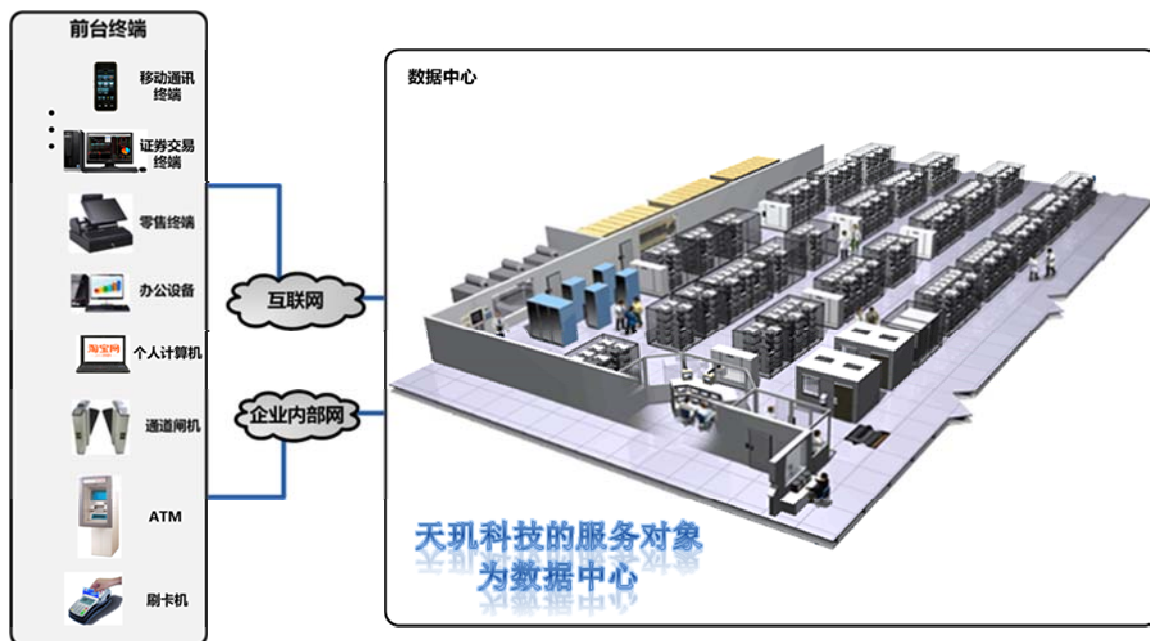 前台终端
移动通讯
终端
证券交易
终端
零售终端
办公设备
淘宝网
个人计算机
通道闸机
ATM
刷卡机
互联网
企业内部网
数据中心
天玑科技的服务对象
为数据中心